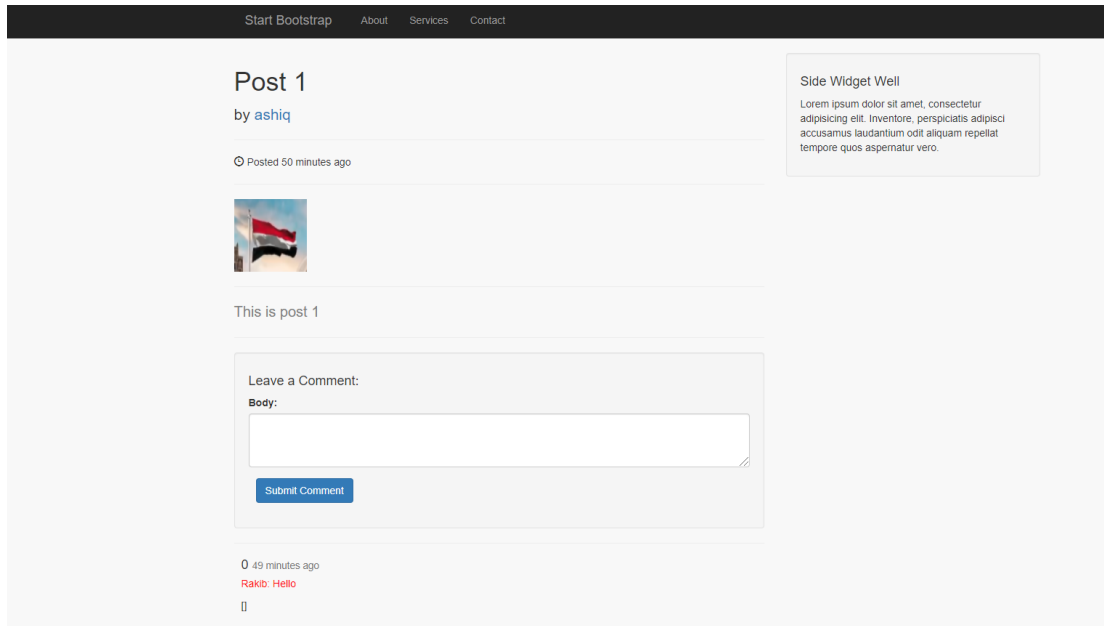 Start Bootstrap About Services Contact
Post 1
by ashiq
Posted 50 minutes ago
This is post 1
Leave a Comment:
Body:
Submit Comment
0 49 minutes ago
Rakib: Hello
[]
Side Widget Well
Lorem ipsum dolor sit amet, consectetur
adipisicing elit. Inventore, perspiciatis adipisci
accusamus laudantium odit aliquam repellat
tempore quos aspernatur vero.